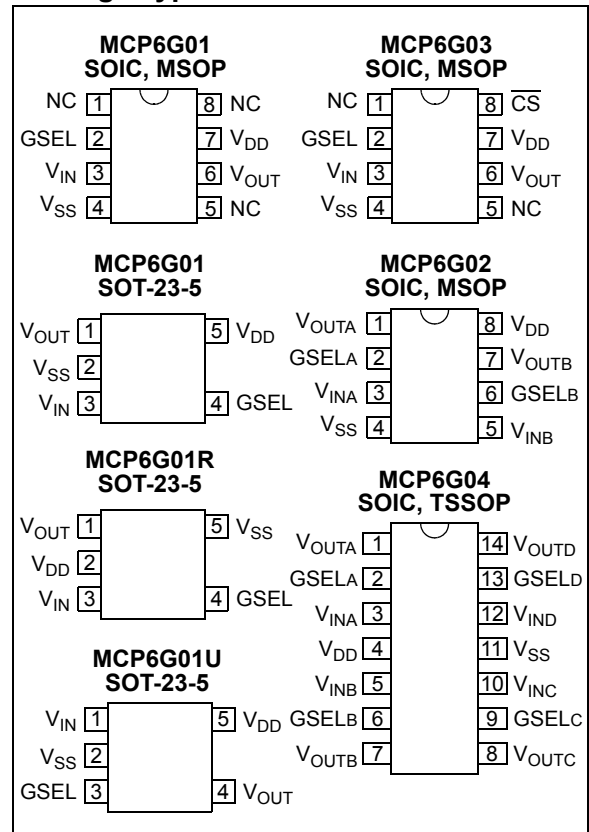 MCP6G01
SOIC, MSOP
NC 1 8 NC
GSEL 2 7 VDD
VIN 3 6 VOUT
VSS 4 5 NC
MCP6G03
SOIC, MSOP
NC 1 8 CS
GSEL 2 7 VDD
VIN 3 6 VOUT
VSS 4 5 NC
MCP6G01
SOT-23-5
VOUT 1 5 VDD
VSS 2
VIN 3 4 GSEL
MCP6G02
SOIC, MSOP
VOUTA 1 8 VDD
GSELA 2 7 VOUTB
VINA 3 6 GSELB
VSS 4 5 VINB
MCP6G01R
SOT-23-5
VOUT 1 5 VSS
VDD 2
VIN 3 4 GSEL
MCP6G04
SOIC, TSSOP
VOUTA 1 14 VOUTD
GSELA 2 13 GSELD
VINA 3 12 VIND
VDD 4 11 VSS
VINB 5 10 VINC
GSELB 6 9 GSELC
VOUTB 7 8 VOUTC
MCP6G01U
SOT-23-5
VIN 1 5 VDD
VSS 2
GSEL 3 4 VOUT